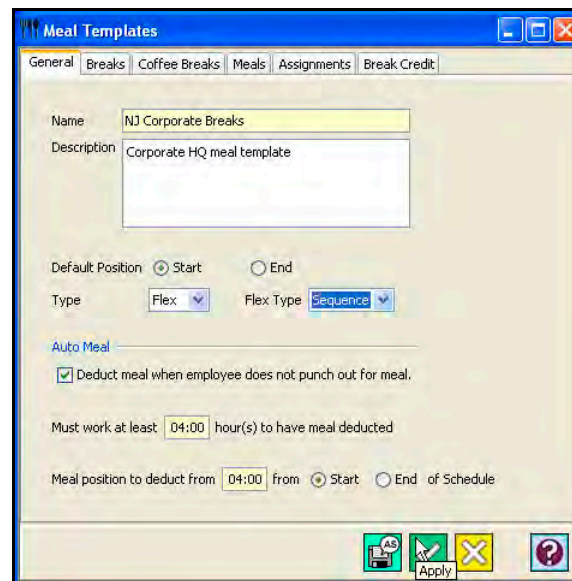 Meal Templates
General Breaks Coffee Breaks Meals Assignments Break Credit
Name NJ Corporate Breaks
Description Corporate HQ meal template
Default Position Start End
Type Flex Flex Type Sequence
Auto Meal
Deduct meal when employee does not punch out for meal.
Must work at least 04:00 hour(s) to have meal deducted
Meal position to deduct from 04:00 from Start End of Schedule
AS ?
Apply